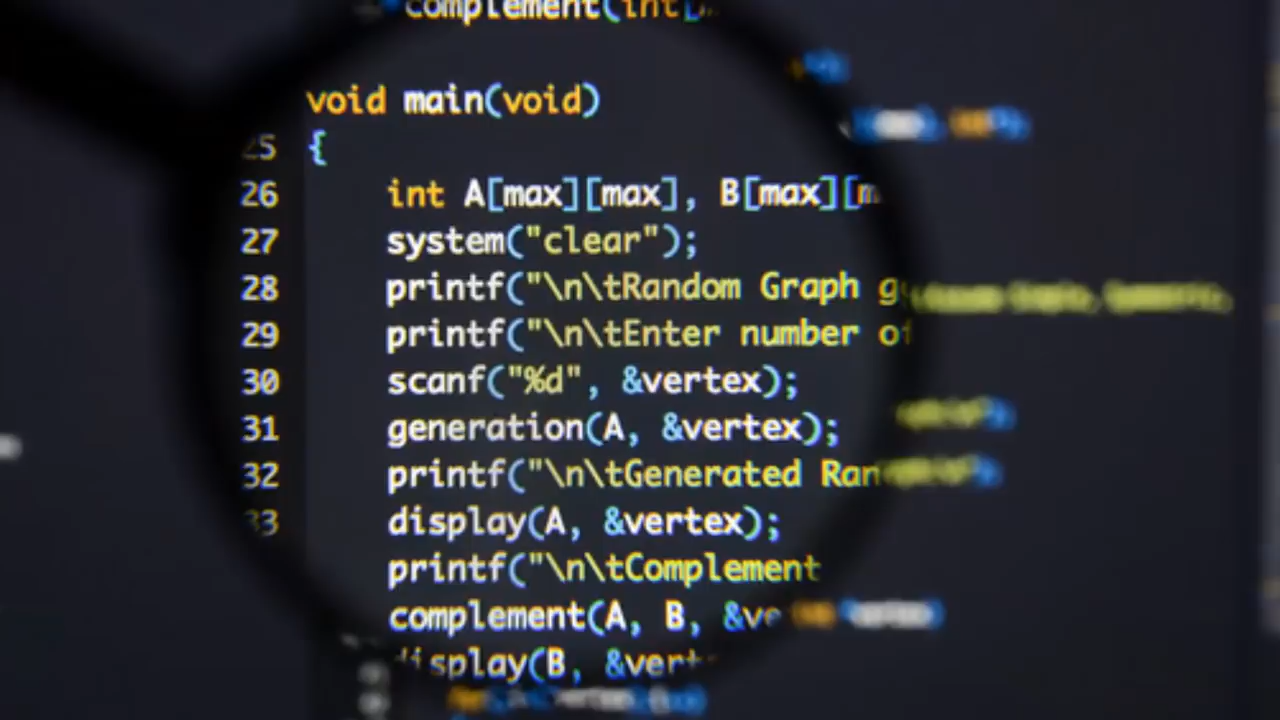 complement(int
void main(void)
25 {
26 int A[max][max], B[max][m
27 system("clear");
28 printf("\n\tRandom Graph g
29 printf("\n\tEnter number of
30 scanf("%d", &vertex);
31 generation(A, &vertex);
32 printf("\n\tGenerated Ran
33 display(A, &vertex);
printf("\n\tComplement
complement(A, B, &ve
display(B, &vert